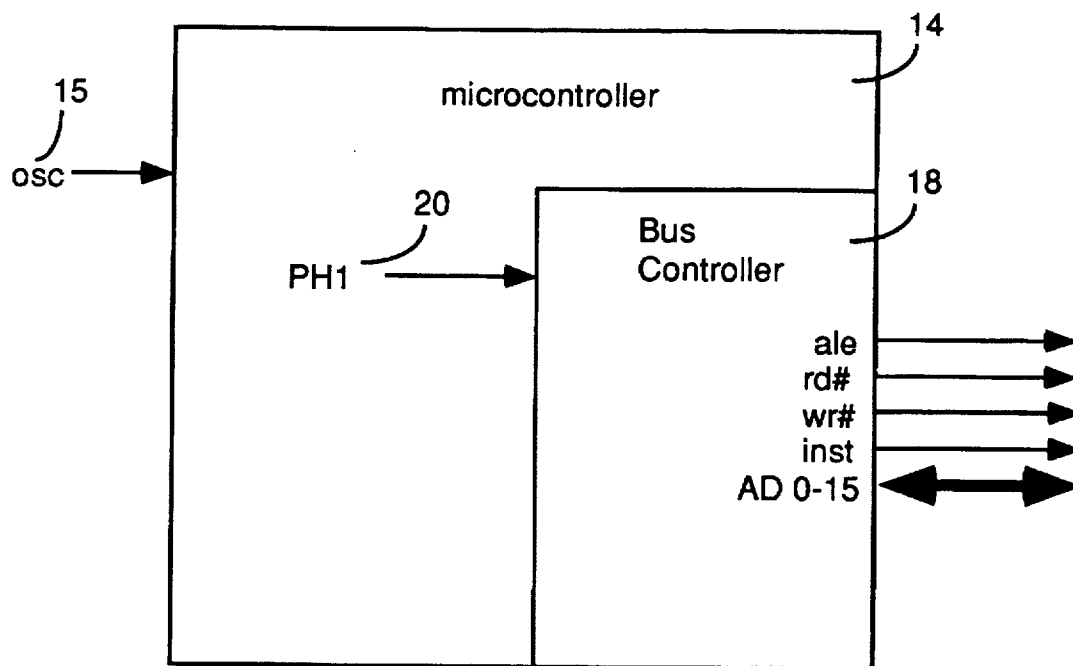 14
microcontroller
15
osc
18
20
Bus
Controller
PH1
ale
rd#
wr#
inst
AD 0-15